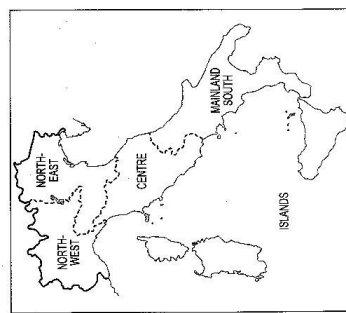 NORTH-
WEST
NORTH-
EAST
CENTRE
MAINLAND
SOUTH
ISLANDS